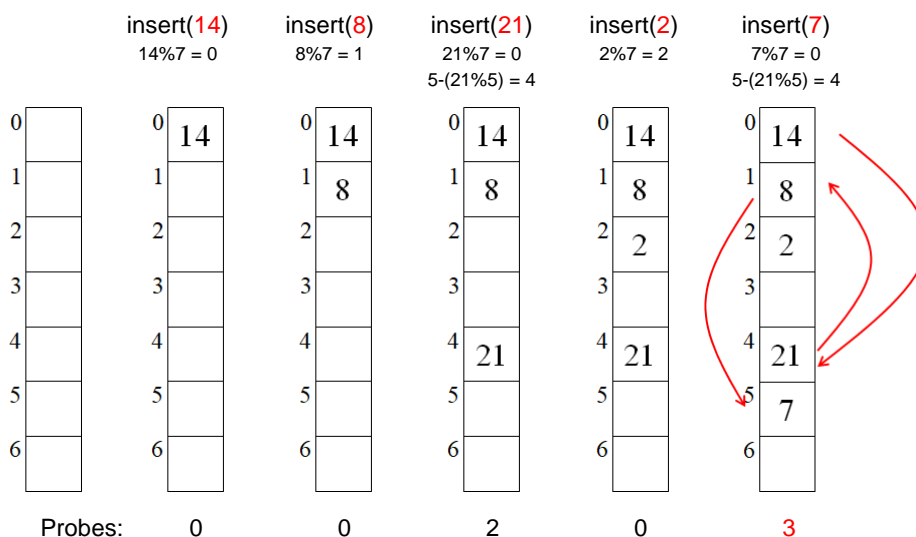 insert(14) insert(8) insert(21) insert(2) insert(7)
14%7 = 0 8%7 = 1 21%7 = 0 2%7 = 2 7%7 = 0
5-(21%5) = 4 5-(21%5) = 4
0 0 14 0 14 0 14 0 14 0 14
1 1 1 8 1 8 1 8 1 8
2 2 2 2 2 2 2 2
3 3 3 3 3 3
4 4 4 4 21 4 21 4 21
5 5 5 5 5 5 7
6 6 6 6 6 6
Probes: 0 0 2 0 3